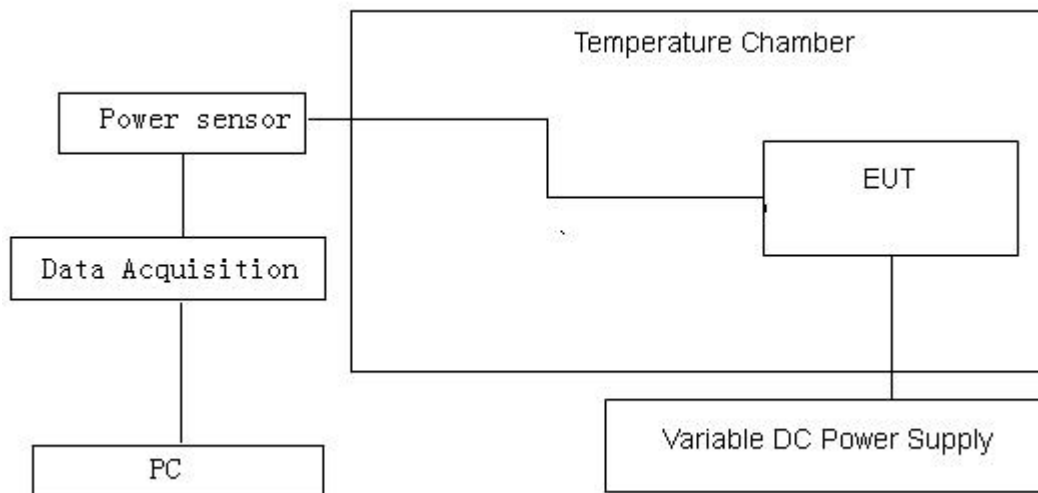 Temperature Chamber
Power sensor
EUT
Data Acquisition
Variable DC Power Supply
PC